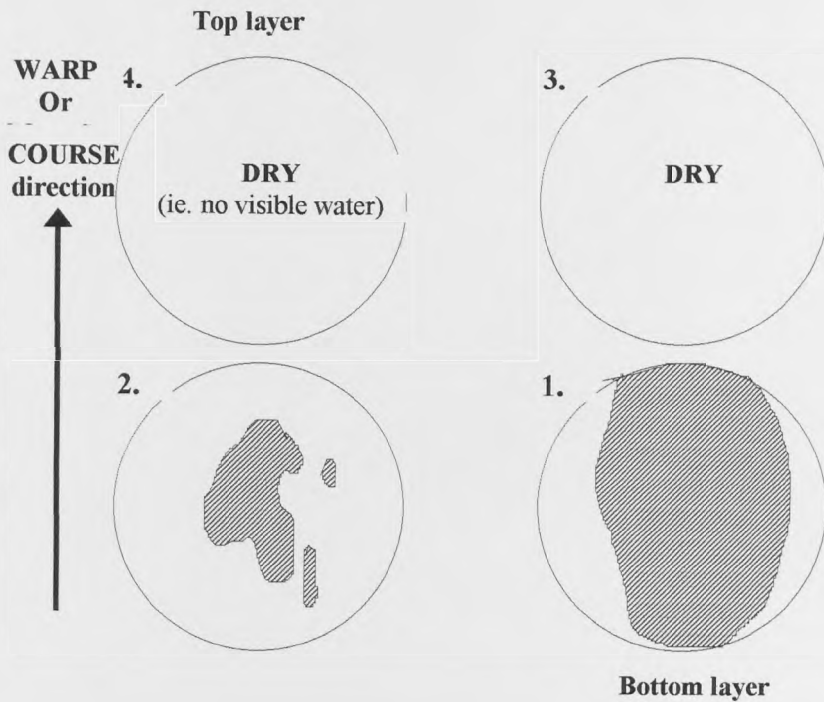 Top layer
WARP
Or
COURSE
direction
4.
DRY
(ie. no visible water)
3.
DRY
2.
1.
Bottom layer